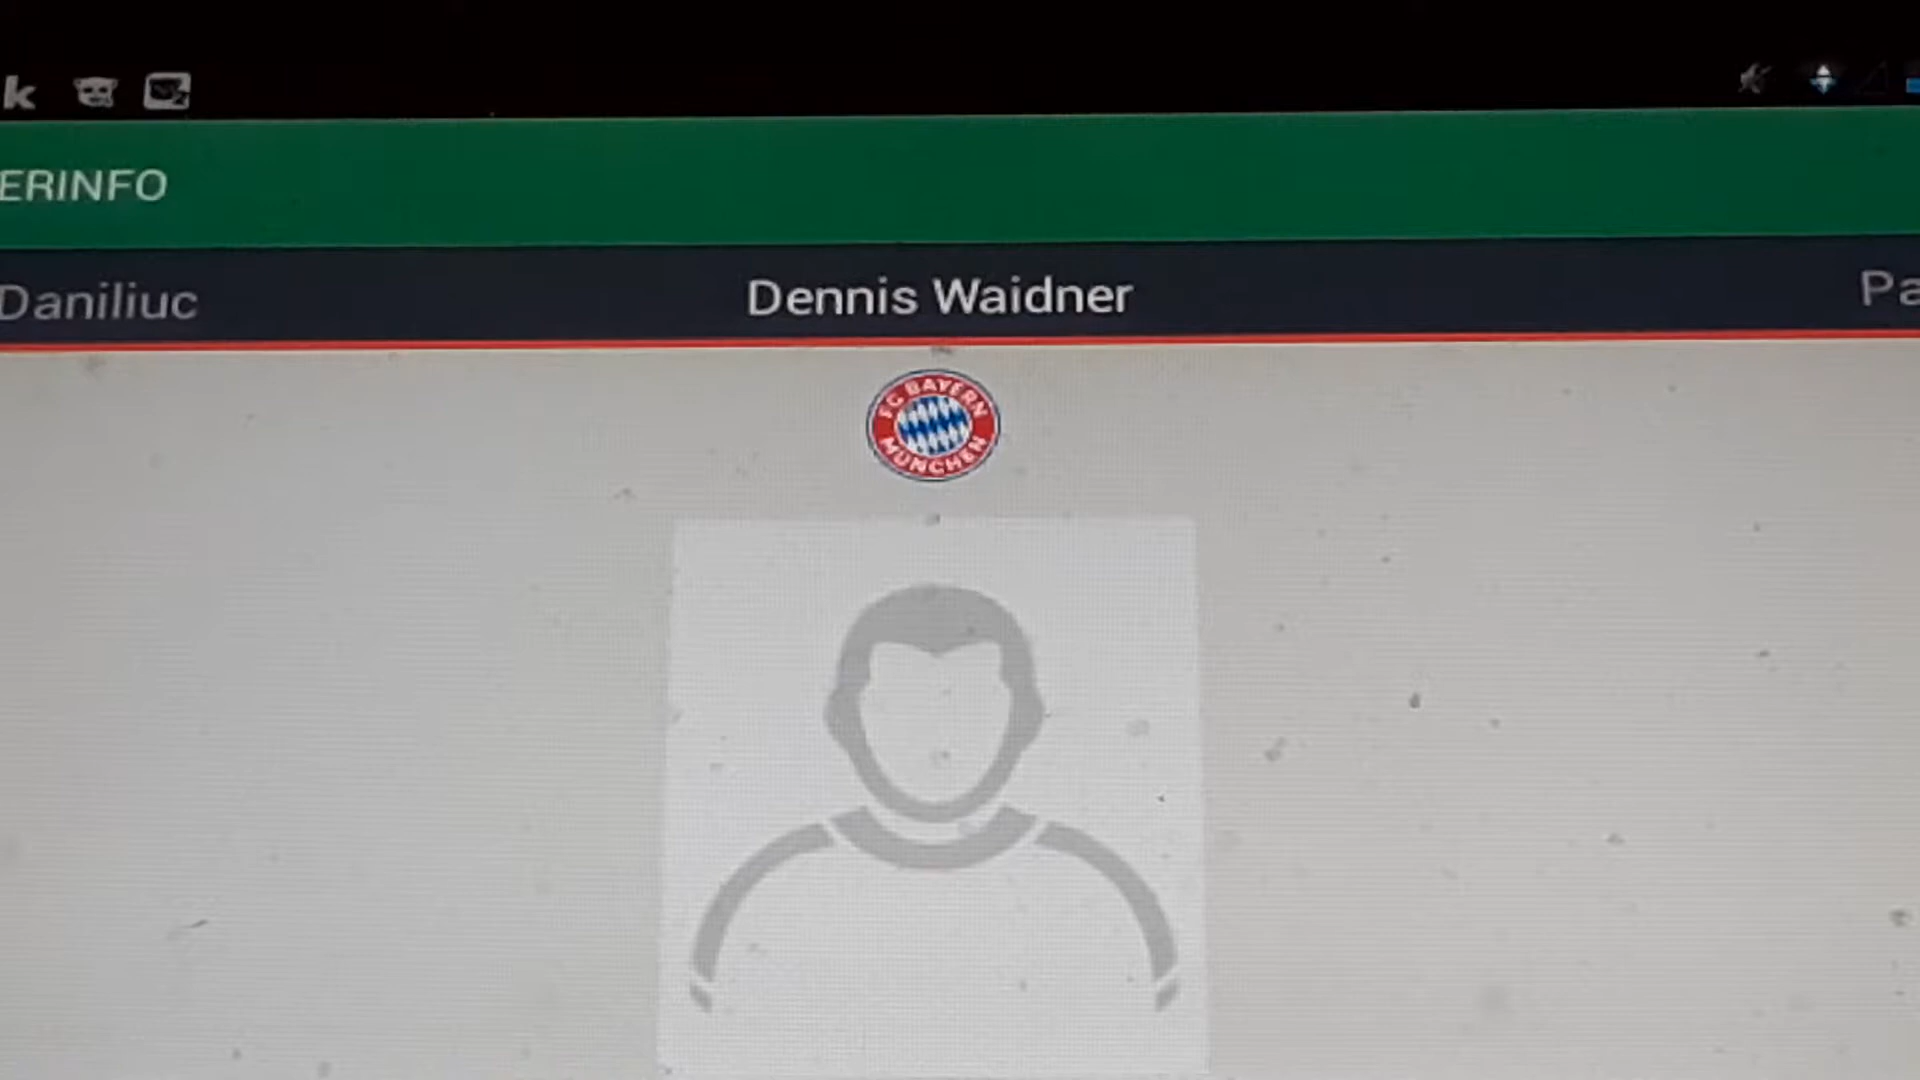 k
ERINFO
Daniliuc
Dennis Waidner
Pa
FC BAYERN
MÜNCHEN